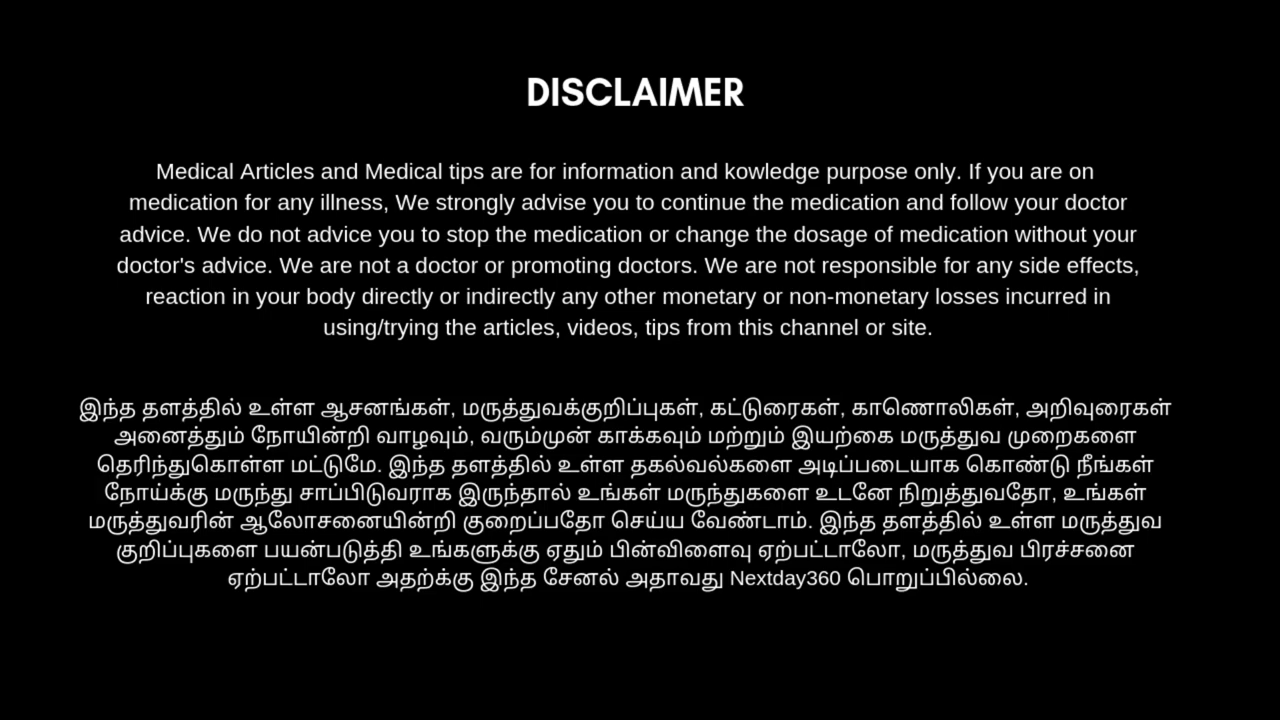 DISCLAIMER
Medical Articles and Medical tips are for information and kowledge purpose only. If you are on
medication for any illness, We strongly advise you to continue the medication and follow your doctor
advice. We do not advice you to stop the medication or change the dosage of medication without your
doctor's advice. We are not a doctor or promoting doctors. We are not responsible for any side effects,
reaction in your body directly or indirectly any other monetary or non-monetary losses incurred in
using/trying the articles, videos, tips from this channel or site.
இந்த தளத்தில் உள்ள ஆசனங்கள், மருத்துவக்குறிப்புகள், கட்டுரைகள், காணொலிகள், அறிவுரைகள்
அனைத்தும் நோயின்றி வாழவும், வரும்முன் காக்கவும் மற்றும் இயற்கை மருத்துவ முறைகளை
தெரிந்துகொள்ள மட்டுமே. இந்த தளத்தில் உள்ள தகல்வல்களை அடிப்படையாக கொண்டு நீங்கள்
நோய்க்கு மருந்து சாப்பிடுவராக இருந்தால் உங்கள் மருந்துகளை உடனே நிறுத்துவதோ, உங்கள்
மருத்துவரின் ஆலோசனையின்றி குறைப்பதோ செய்ய வேண்டாம். இந்த தளத்தில் உள்ள மருத்துவ
குறிப்புகளை பயன்படுத்தி உங்களுக்கு ஏதும் பின்விளைவு ஏற்பட்டாலோ, மருத்துவ பிரச்சனை
ஏற்பட்டாலோ அதற்க்கு இந்த சேனல் அதாவது Nextday360 பொறுப்பில்லை.